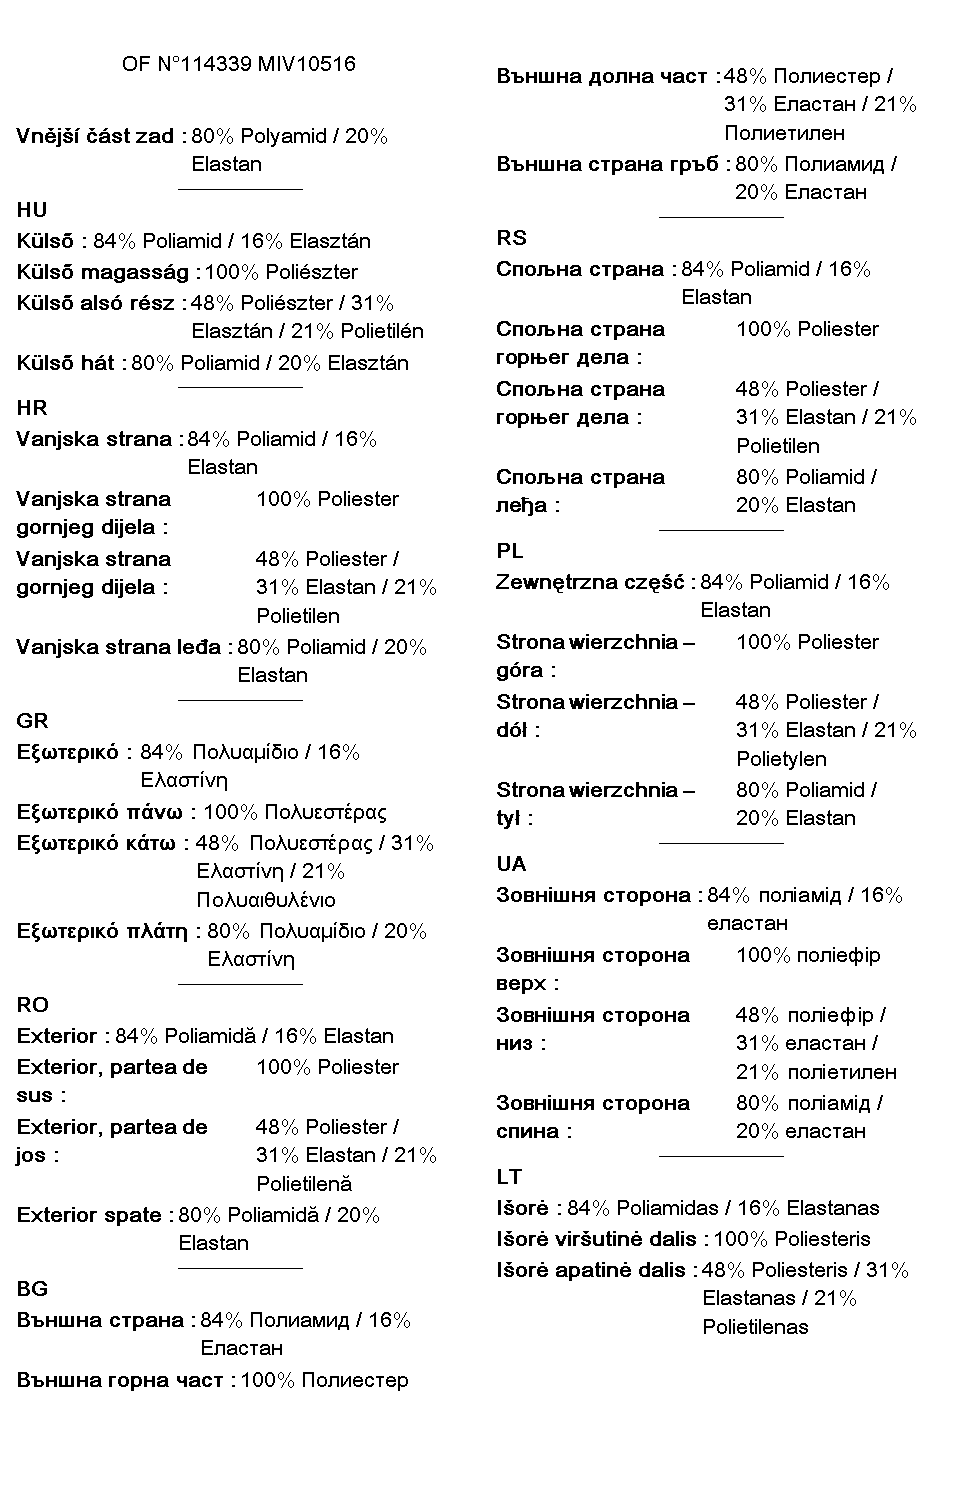 OF N°114339 MIV10516
Vnější část zad : 80% Polyamid / 20%
Elastan
HU
Külső : 84% Poliamid / 16% Elasztán
Külső magasság : 100% Poliészter
Külső alsó rész : 48% Poliészter / 31%
Elasztán / 21% Polietilén
Külső hát : 80% Poliamid / 20% Elasztán
HR
Vanjska strana : 84% Poliamid / 16%
Elastan
Vanjska strana 100% Poliester
gornjeg dijela :
Vanjska strana 48% Poliester /
gornjeg dijela : 31% Elastan / 21%
Polietilen
Vanjska strana leđa : 80% Poliamid / 20%
Elastan
GR
Εξωτερικό : 84% Πολυαμίδιο / 16%
Ελαστίνη
Εξωτερικό πάνω : 100% Πολυεστέρας
Εξωτερικό κάτω : 48% Πολυεστέρας / 31%
Ελαστίνη / 21%
Πολυαιθυλένιο
Εξωτερικό πλάτη : 80% Πολυαμίδιο / 20%
Ελαστίνη
RO
Exterior : 84% Poliamidă / 16% Elastan
Exterior, partea de 100% Poliester
sus :
Exterior, partea de 48% Poliester /
jos : 31% Elastan / 21%
Polietilenă
Exterior spate : 80% Poliamidă / 20%
Elastan
BG
Външна страна : 84% Полиамид / 16%
Еластан
Външна горна част : 100% Полиестер
Външна долна част : 48% Полиестер /
31% Еластан / 21%
Полиетилен
Външна страна гръб : 80% Полиамид /
20% Еластан
RS
Спољна страна : 84% Poliamid / 16%
Elastan
Спољна страна 100% Poliester
горњег дела :
Спољна страна 48% Poliester /
горњег дела : 31% Elastan / 21%
Polietilen
Спољна страна 80% Poliamid /
леђа : 20% Elastan
PL
Zewnętrzna część : 84% Poliamid / 16%
Elastan
Strona wierzchnia – 100% Poliester
góra :
Strona wierzchnia – 48% Poliester /
dół : 31% Elastan / 21%
Polietylen
Strona wierzchnia – 80% Poliamid /
tył : 20% Elastan
UA
Зовнішня сторона : 84% поліамід / 16%
еластан
Зовнішня сторона 100% поліефір
верх :
Зовнішня сторона 48% поліефір /
низ : 31% еластан /
21% поліетилен
Зовнішня сторона 80% поліамід /
спина : 20% еластан
LT
Išorė : 84% Poliamidas / 16% Elastanas
Išorė viršutinė dalis : 100% Poliesteris
Išorė apatinė dalis : 48% Poliesteris / 31%
Elastanas / 21%
Polietilenas